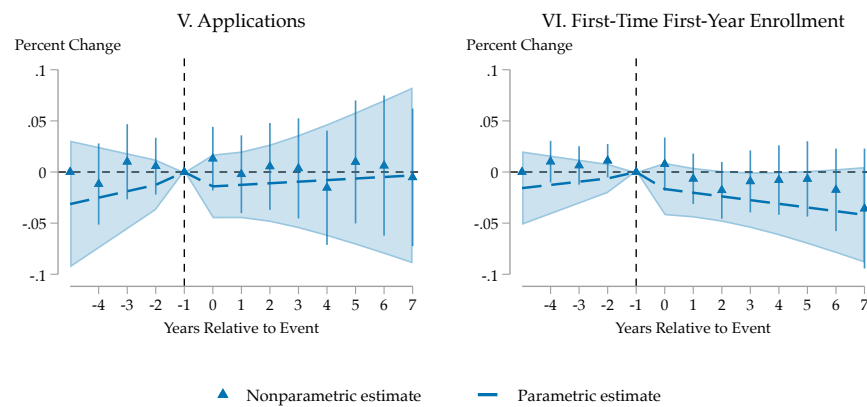 V. Applications
Percent Change
.1
.05
0
-.05
-.1
-4 -3 -2 -1 0 1 2 3 4 5 6 7
Years Relative to Event
VI. First-Time First-Year Enrollment
Percent Change
.1
.05
0
-.05
-.1
-4 -3 -2 -1 0 1 2 3 4 5 6 7
Years Relative to Event
Nonparametric estimate Parametric estimate